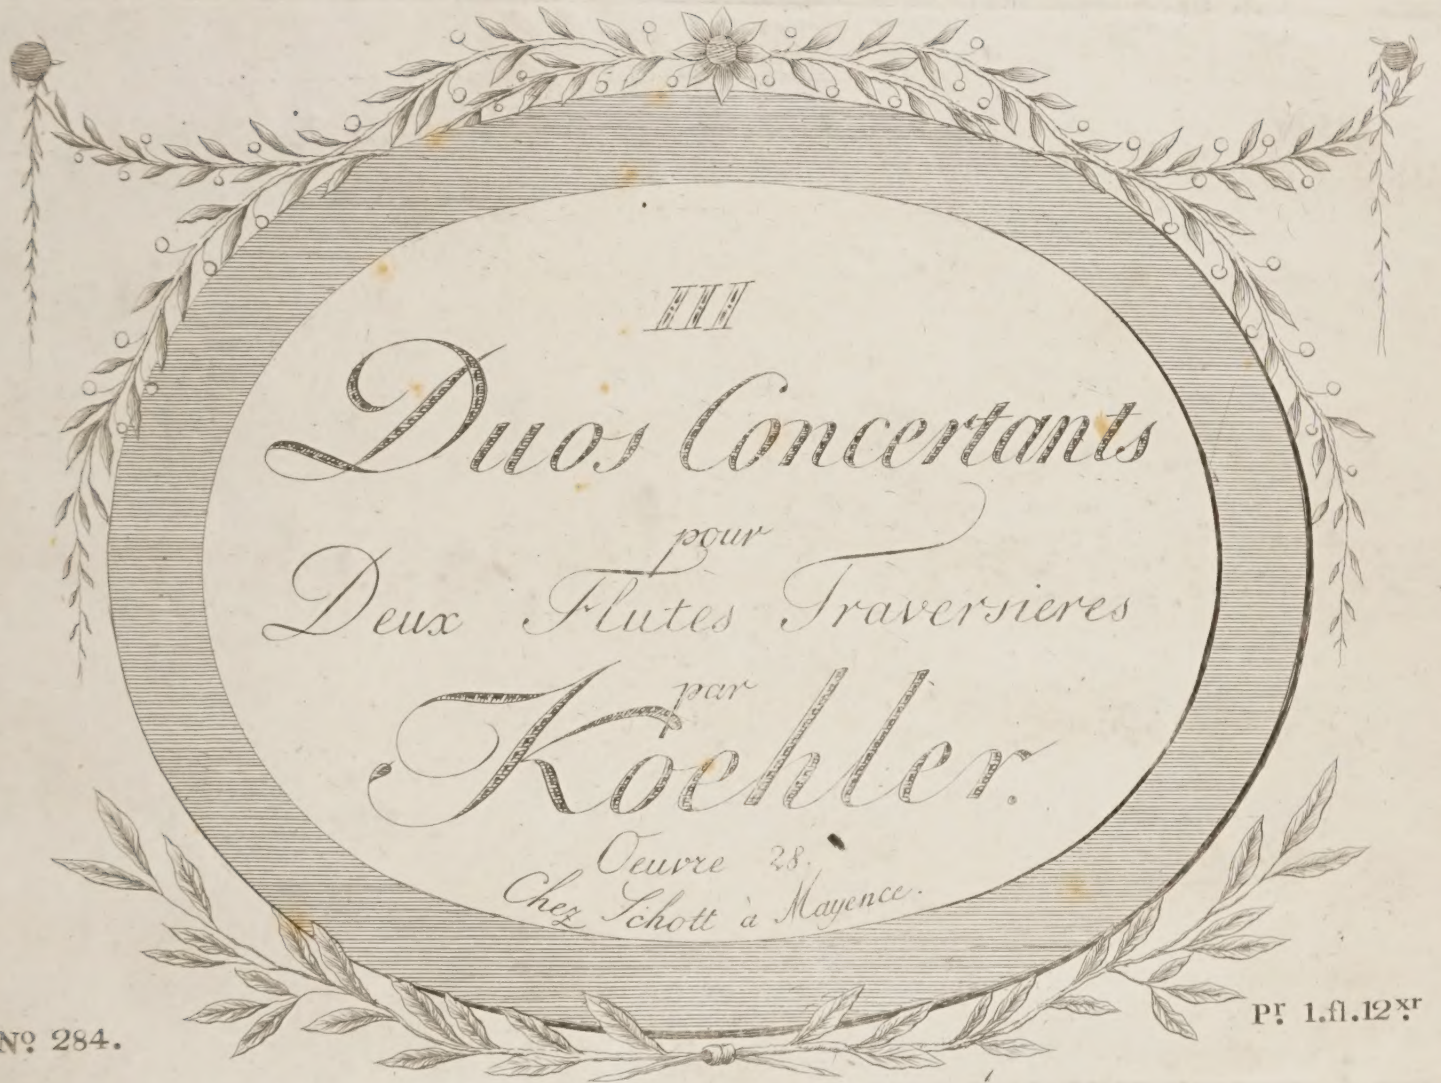 III
Duos Concertants
pour
Deux Flutes Traversieres
par
Koehler.
Oeuvre 28.
Chez Schott à Mayence.
Nº. 284.
Pr. 1.fl.12xr.